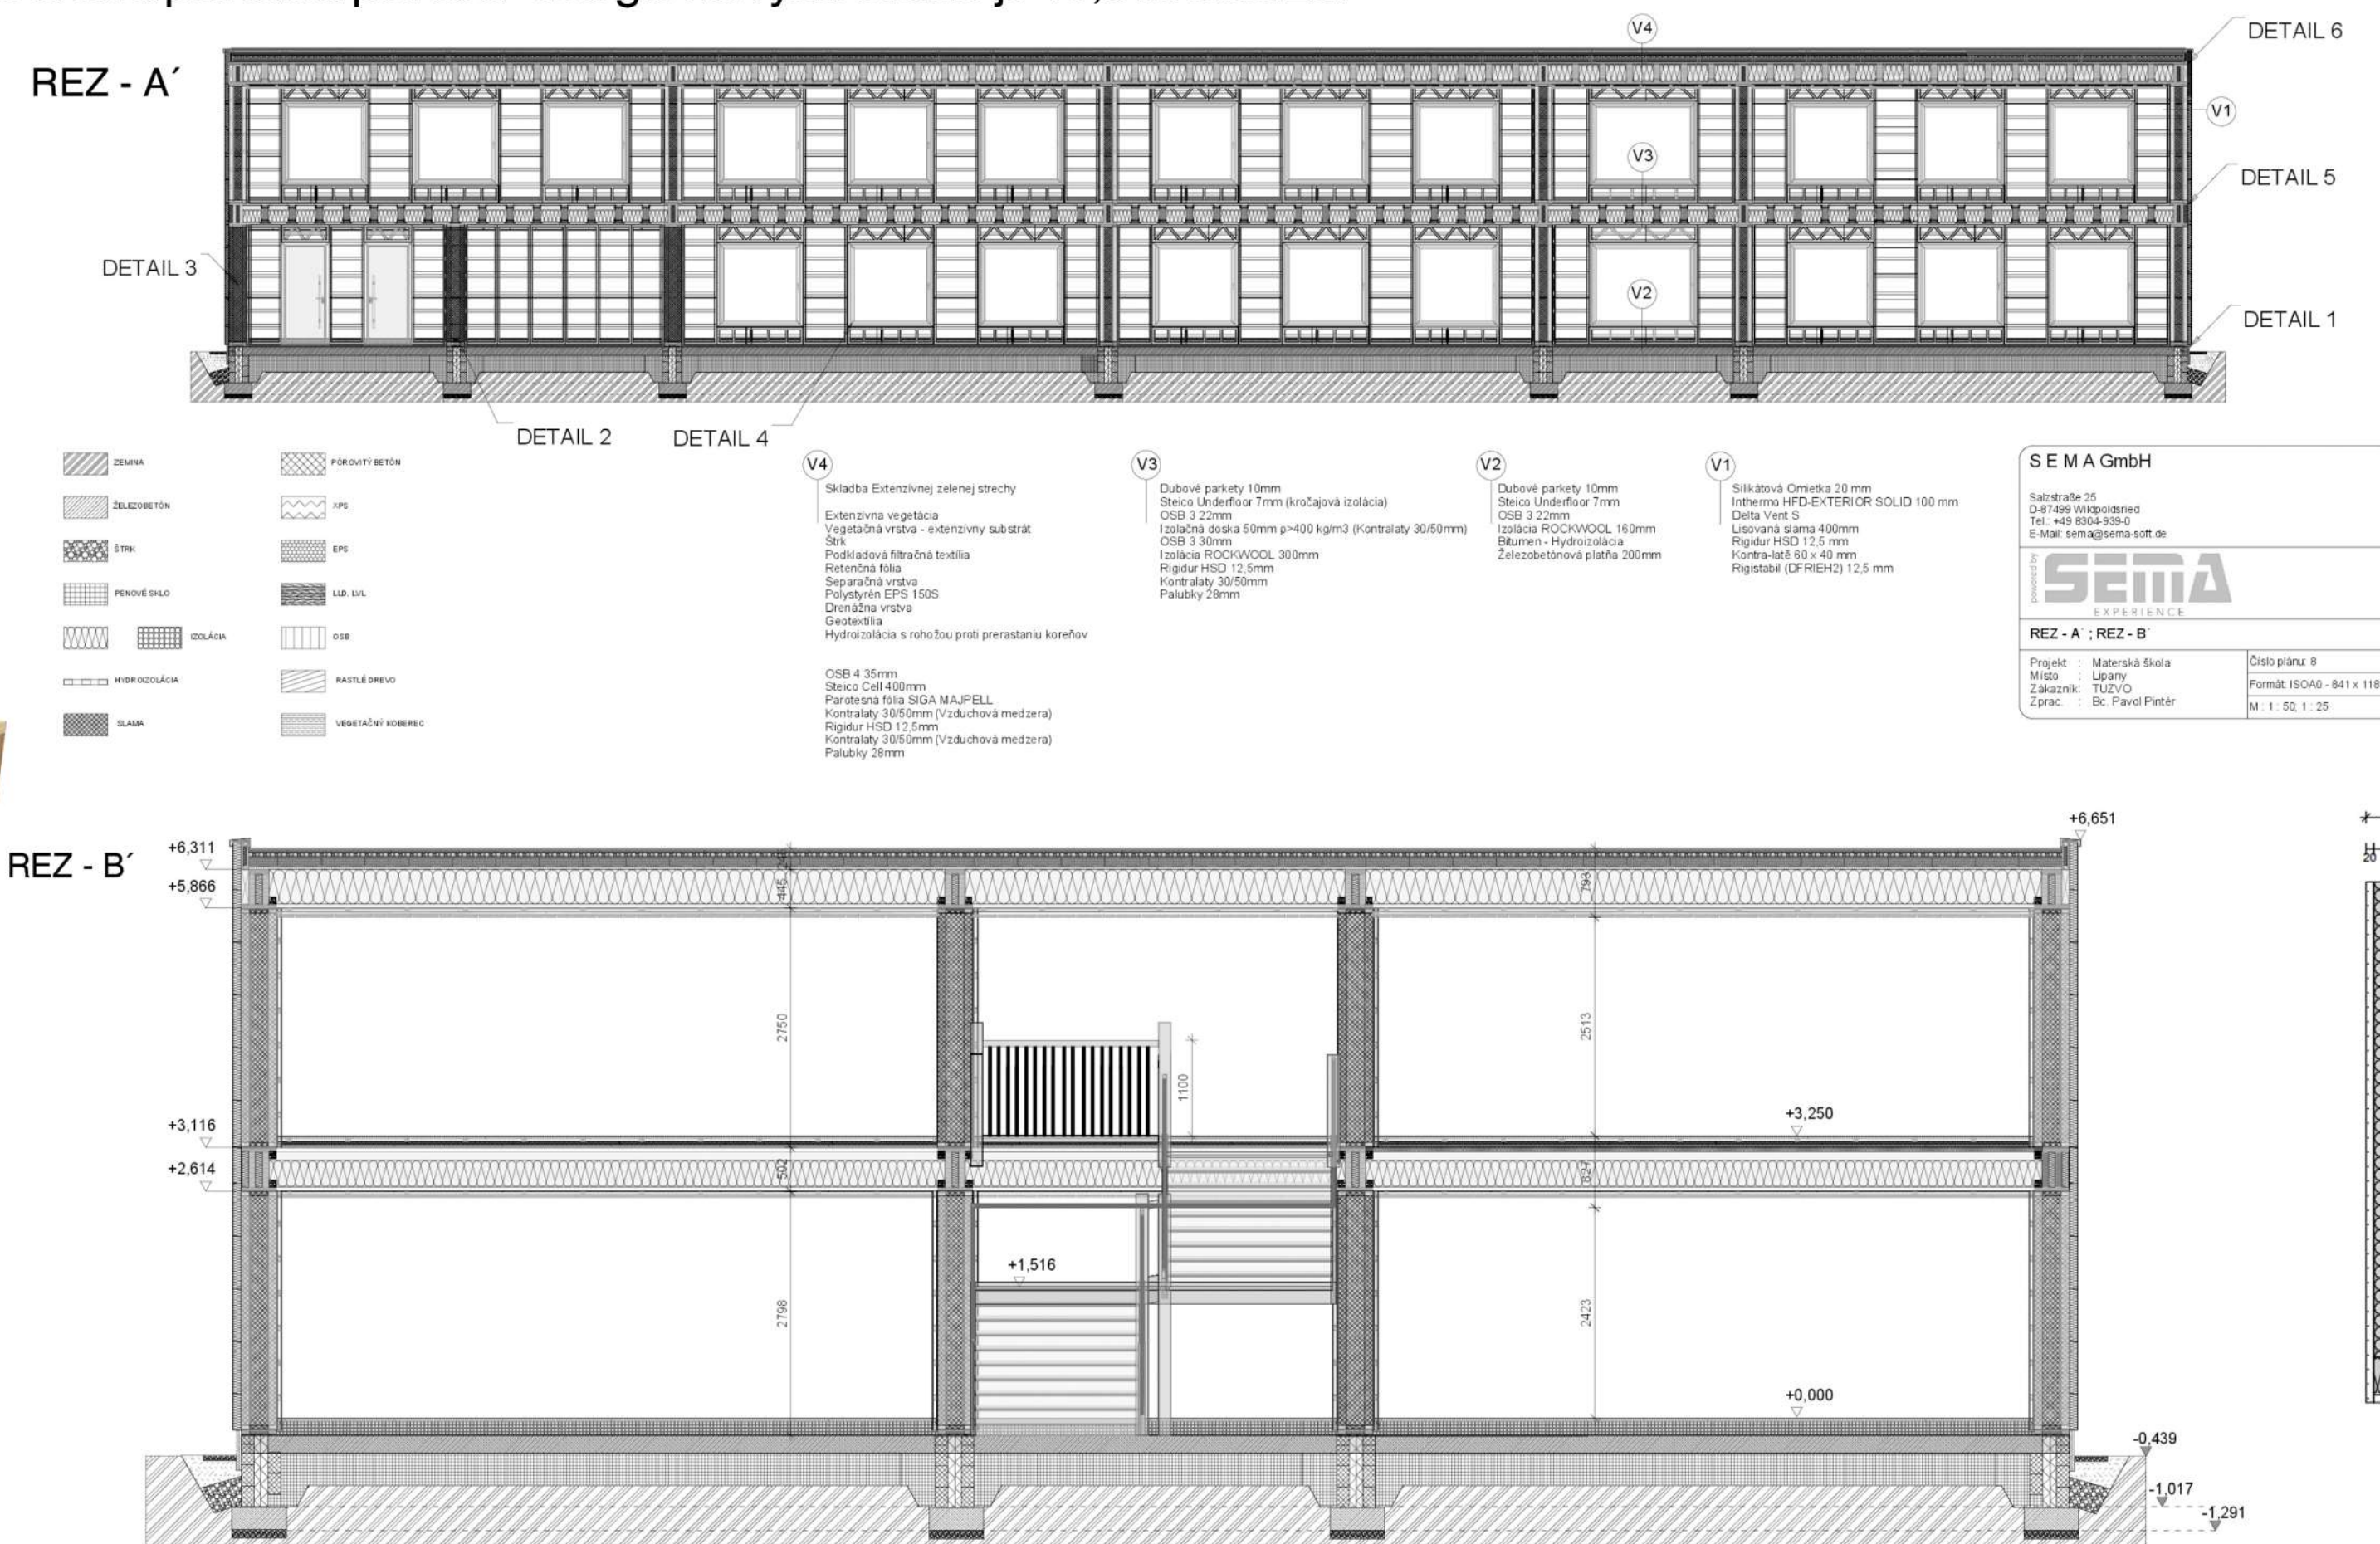 V4
DETAIL 6
REZ - A´
V1
V3
DETAIL 5
DETAIL 3
V2
DETAIL 1
DETAIL 2
DETAIL 4
ZEMINA
ŽELEZOBETÓN
ŠTRK
PENOVÉ SKLO
IZOLÁCIA
HYDROIZOLÁCIA
SLAMA
PÓROVITÝ BETÓN
XPS
EPS
LLD, LVL
OSB
RASTLÉ DREVO
VEGETAČNÝ KOBEREC
V4
Skladba Extenzívnej zelenej strechy
Extenzívna vegetácia
Vegetačná vrstva - extenzívny substrát
Štrk
Podkladová filtračná textília
Retenčná fólia
Separačná vrstva
Polystyrén EPS 150S
Drenážna vrstva
Geotextília
Hydroizolácia s rohožou proti prerastaniu koreňov
OSB 4 35mm
Steico Cell 400mm
Parotesná fólia SIGA MAJPELL
Kontralaty 30/50mm (Vzduchová medzera)
Rigidur HSD 12,5mm
Kontralaty 30/50mm (Vzduchová medzera)
Palubky 28mm
V3
Dubové parkety 10mm
Steico Underfloor 7mm (kročajová izolácia)
OSB 3 22mm
Izolačná doska 50mm p>400 kg/m3 (Kontralaty 30/50mm)
OSB 3 30mm
Izolácia ROCKWOOL 300mm
Rigidur HSD 12,5mm
Kontralaty 30/50mm
Palubky 28mm
V2
Dubové parkety 10mm
Steico Underfloor 7mm
OSB 3 22mm
Izolácia ROCKWOOL 160mm
Bitumen - Hydroizolácia
Železobetónová platňa 200mm
V1
Silikátová Omietka 20 mm
Inthermo HFD-EXTERIOR SOLID 100 mm
Delta Vent S
Lisovaná slama 400mm
Rigidur HSD 12,5 mm
Kontra-latě 60 x 40 mm
Rigistabil (DFRIEH2) 12,5 mm
S E M A GmbH
Salzstraße 25
D-87499 Wildpoldsried
Tel.: +49 8304-939-0
E-Mail: sema@sema-soft.de
powered by
SEMA
EXPERIENCE
REZ - A´ ; REZ - B´
Projekt : Materská škola
Místo : Lipany
Zákazník: TUZVO
Zprac. : Bc. Pavol Pintér
Číslo plánu: 8
Formát: ISOA0 - 841 x 118
M : 1 : 50; 1 : 25
REZ - B´
+6,311
+5,866
+3,116
+2,614
+6,651
445
793
2750
2513
1100
+3,250
502
827
+1,516
2798
2423
+0,000
-0,439
-1,017
-1,291
20